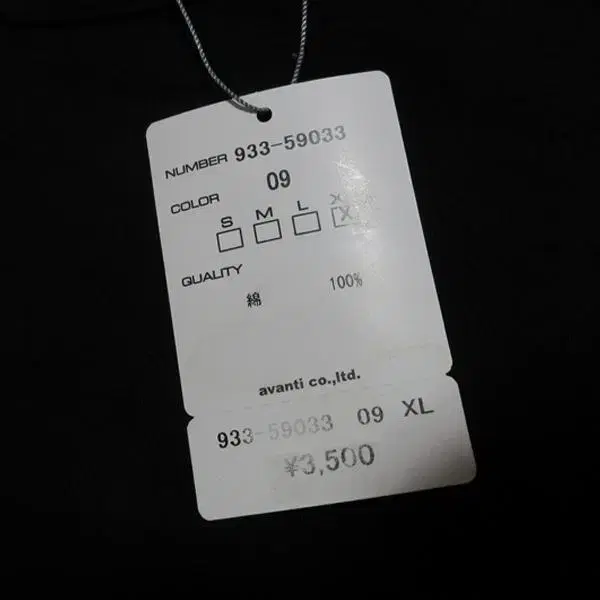 NUMBER 933-59033
COLOR 09
S M L X
X
QUALITY
綿 100%
avanti co.,ltd.
933-59033 09 XL
¥3,500